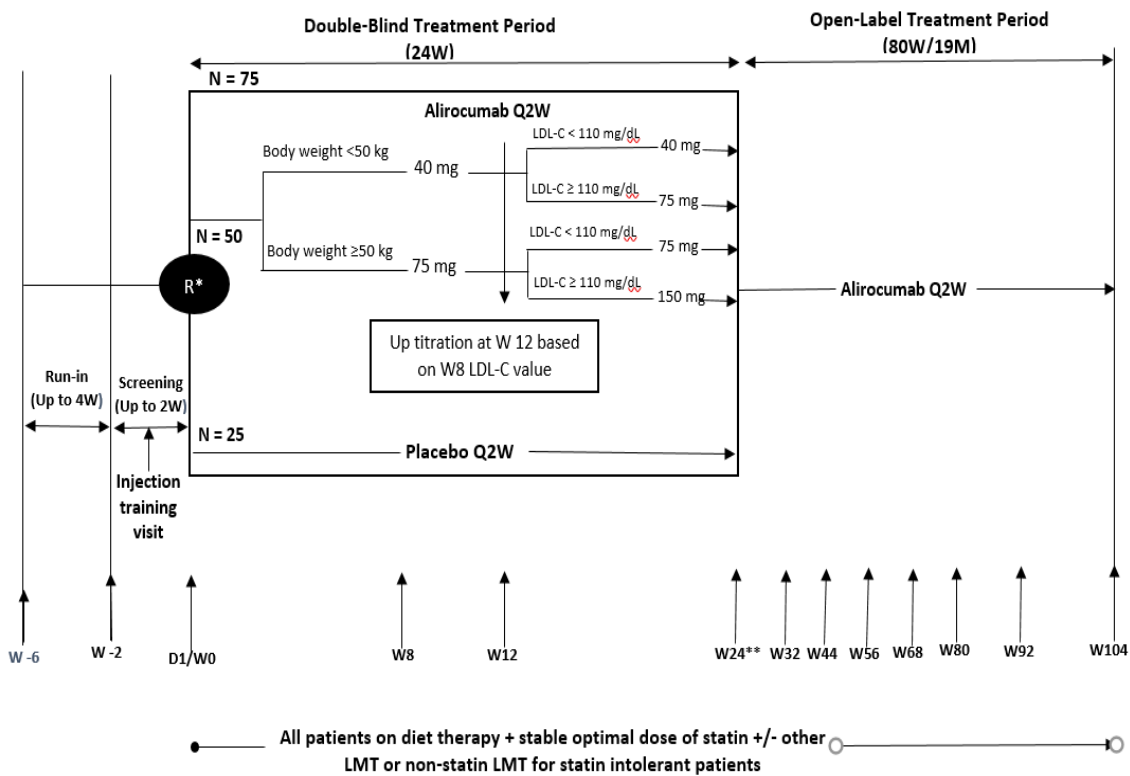 Double-Blind Treatment Period
(24W)
Open-Label Treatment Period
(80W/19M)
N = 75
Alirocumab Q2W
LDL-C < 110 mg/dL
40 mg
Body weight <50 kg
40 mg
LDL-C ≥ 110 mg/dL
75 mg
N = 50
LDL-C < 110 mg/dL
75 mg
Body weight ≥50 kg
75 mg
LDL-C ≥ 110 mg/dL
150 mg
R*
Alirocumab Q2W
Up titration at W 12 based
on W8 LDL-C value
Run-in
(Up to 4W)
Screening
(Up to 2W)
N = 25
Placebo Q2W
Injection
training
visit
W -6
W -2
D1/W0
W8
W12
W24**
W32
W44
W56
W68
W80
W92
W104
All patients on diet therapy + stable optimal dose of statin +/- other
LMT or non-statin LMT for statin intolerant patients